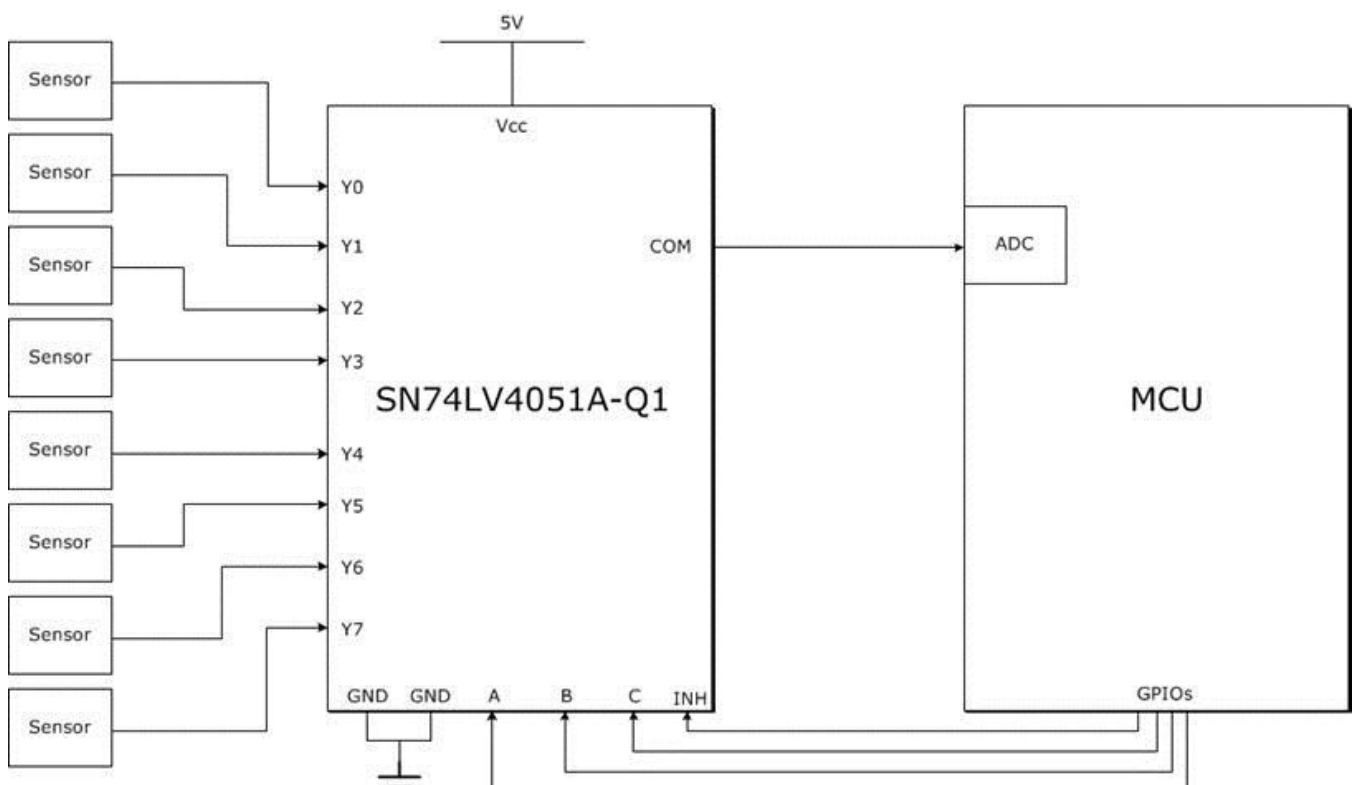 5V
Sensor
Sensor
Sensor
Sensor
Sensor
Sensor
Sensor
Sensor
Vcc
Y0
Y1
Y2
Y3
Y4
Y5
Y6
Y7
COM
SN74LV4051A-Q1
GND GND A B C INH
ADC
MCU
GPIOs